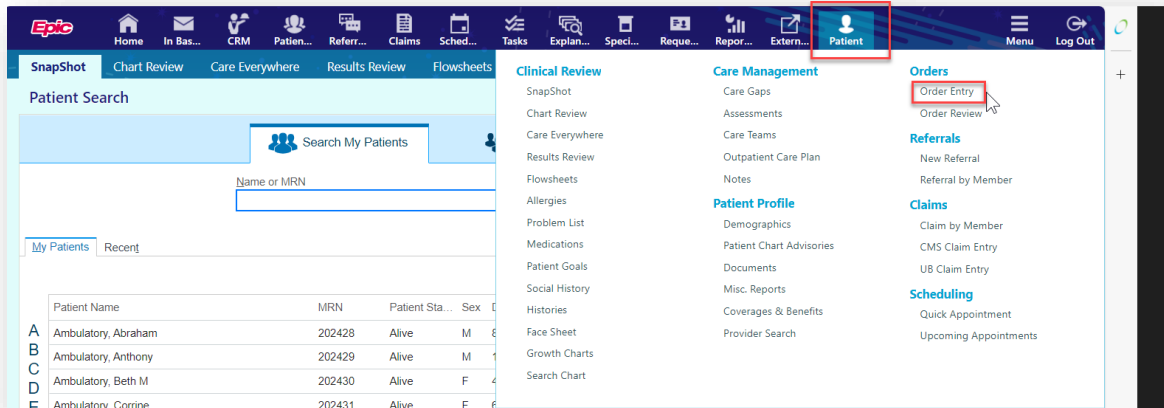 Epic
Home In Bas... CRM Patien... Referr... Claims Sched... Tasks Explan... Speci... Reque... Repor... Extern... Patient Menu Log Out
SnapShot Chart Review Care Everywhere Results Review Flowsheets
Patient Search
Search My Patients
Name or MRN
My Patients Recent
Patient Name MRN Patient Sta... Sex D
A
B
C
D
E
Ambulatory, Abraham 202428 Alive M 8
Ambulatory, Anthony 202429 Alive M 1
Ambulatory, Beth M 202430 Alive F 4
Ambulatory, Corrine 202431 Alive F 6
Clinical Review
SnapShot
Chart Review
Care Everywhere
Results Review
Flowsheets
Allergies
Problem List
Medications
Patient Goals
Social History
Histories
Face Sheet
Growth Charts
Search Chart
Care Management
Care Gaps
Assessments
Care Teams
Outpatient Care Plan
Notes
Patient Profile
Demographics
Patient Chart Advisories
Documents
Misc. Reports
Coverages & Benefits
Provider Search
Orders
Order Entry
Order Review
Referrals
New Referral
Referral by Member
Claims
Claim by Member
CMS Claim Entry
UB Claim Entry
Scheduling
Quick Appointment
Upcoming Appointments